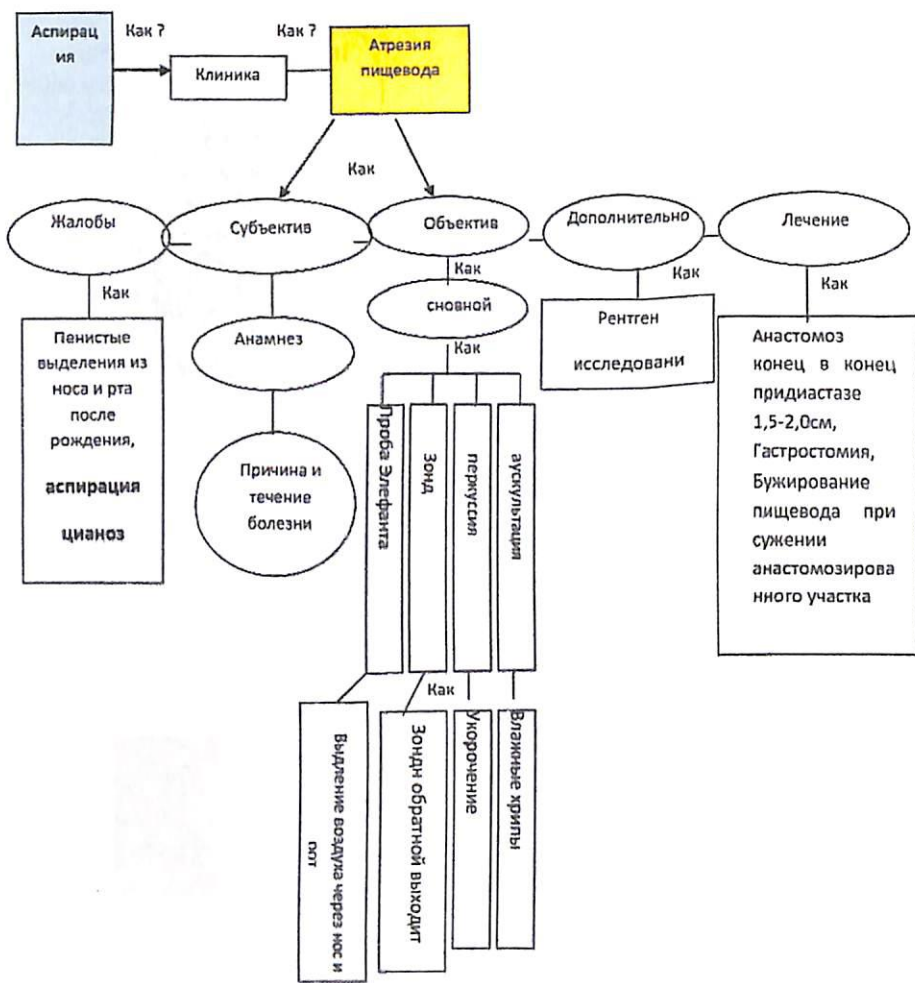 Аспирац
ия
Как ?
Клиника
Как ?
Атрезия
пищевода
Как
Жалобы
Субъектив
Объектив
Дополнительно
Лечение
Как
Как
Как
Как
Пенистые
выделения из
носа и рта
после
рождения,
аспирация
цианоз
Анамнез
Причина и
течение
болезни
сновной
Как
Проба Элефанта
Зонд
перкуссия
аускультация
Как
Выдление воздуха через нос и
рот
Зондн обратной выходит
Укорочение
Влажные хрипы
Рентген
исследовани
Анастомоз
конец в конец
придиастазе
1,5-2,0см,
Гастростомия,
Бужирование
пищевода при
сужении
анастомозирова
нного участка